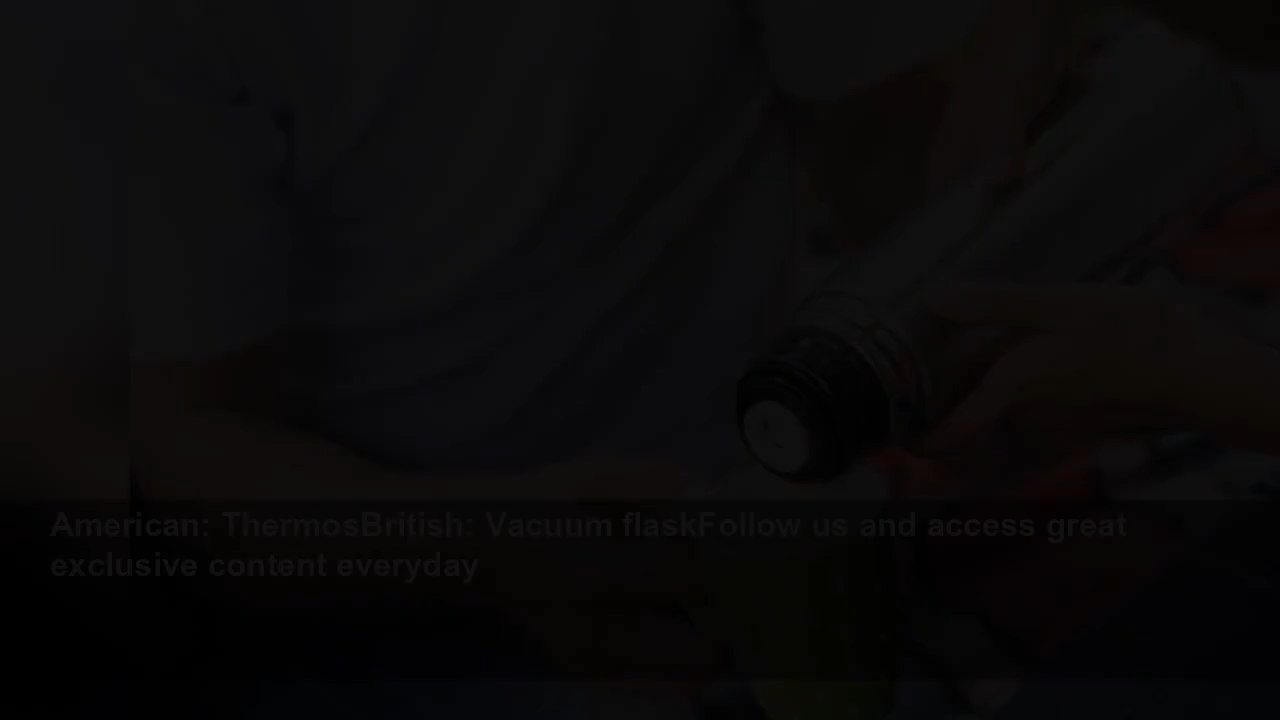 American: ThermosBritish: Vacuum flaskFollow us and access great
exclusive content everyday